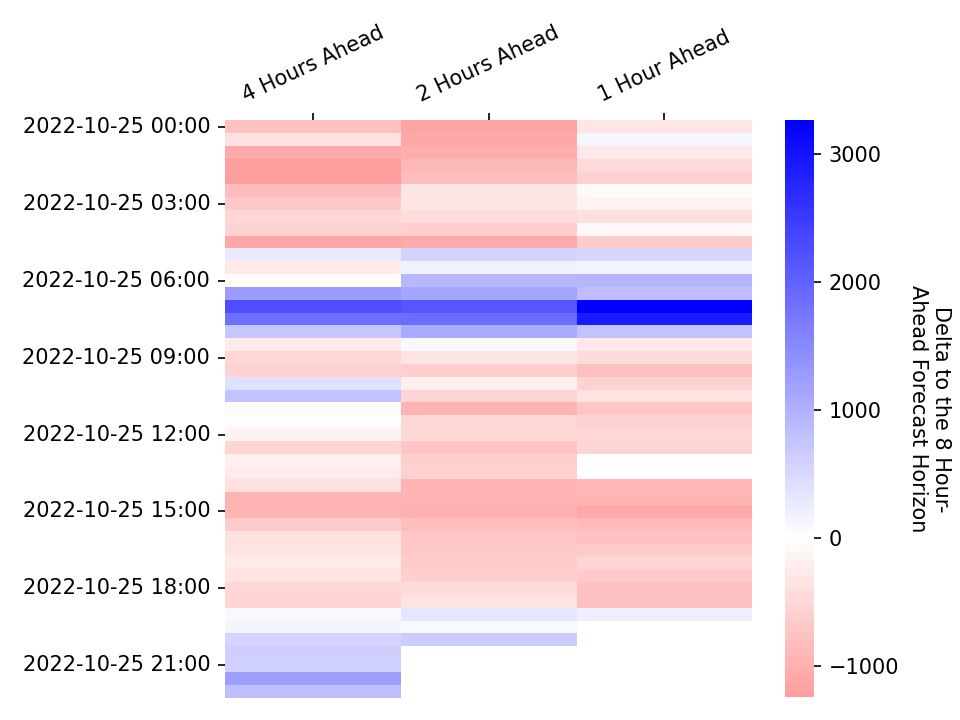 4 Hours Ahead
2 Hours Ahead
1 Hour Ahead
2022-10-25 00:00
2022-10-25 03:00
2022-10-25 06:00
2022-10-25 09:00
2022-10-25 12:00
2022-10-25 15:00
2022-10-25 18:00
2022-10-25 21:00
3000
2000
1000
0
−1000
Delta to the 8 Hour-
Ahead Forecast Horizon